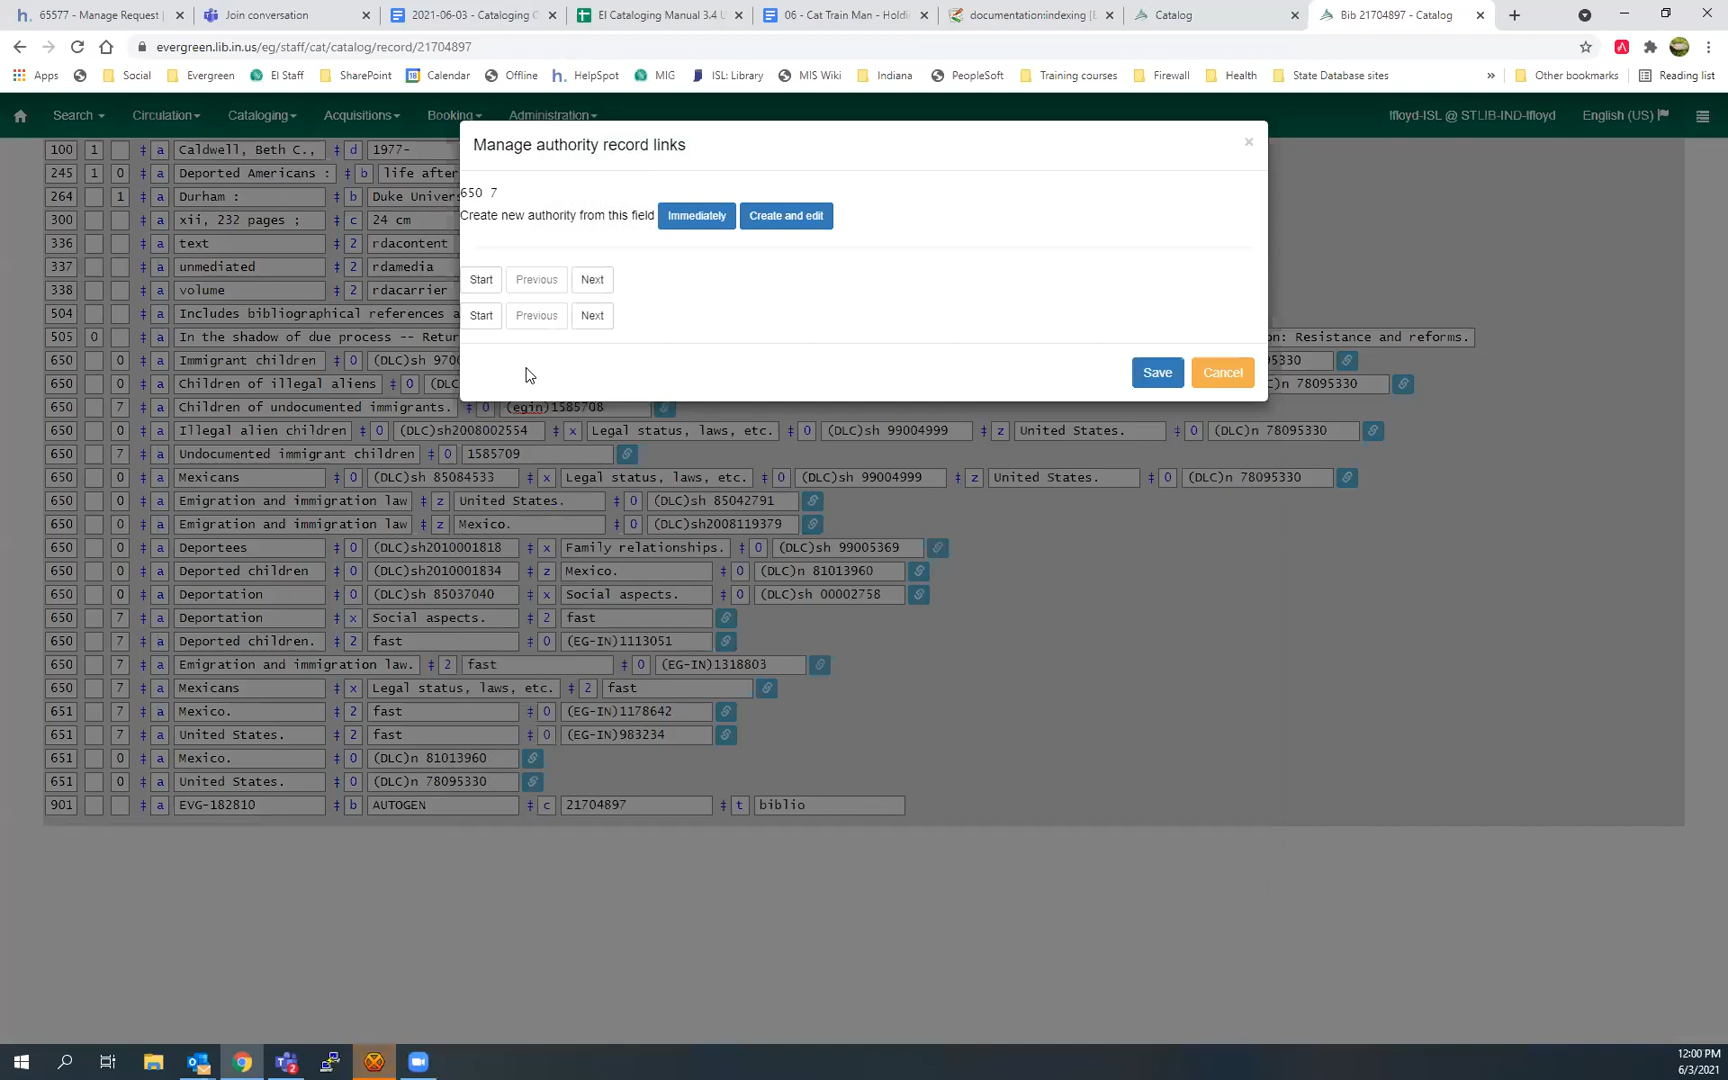 65577 - Manage Request | × Join conversation × 2021-06-03 - Cataloging C × EI Cataloging Manual 3.4 U × 06 - Cat Train Man - Holdi × documentation:indexing [E × Catalog × Bib 21704897 - Catalog ×
evergreen.lib.in.us/eg/staff/cat/catalog/record/21704897
Apps Social Evergreen EI Staff SharePoint Calendar Offline HelpSpot MIG ISL: Library MIS Wiki Indiana PeopleSoft Training courses Firewall Health State Database sites » Other bookmarks Reading list
Search Circulation Cataloging Acquisitions Booking Administration lfloyd-ISL @ STLIB-IND-lfloyd English (US)
Manage authority record links ×
650 7
Create new authority from this field Immediately Create and edit
Start Previous Next
Start Previous Next
Save Cancel
100 1 ‡ a Caldwell, Beth C., ‡ d 1977-
245 1 0 ‡ a Deported Americans : ‡ b life after
264 1 ‡ a Durham : ‡ b Duke Univers
300 ‡ a xii, 232 pages ; ‡ c 24 cm
336 ‡ a text ‡ 2 rdacontent
337 ‡ a unmediated ‡ 2 rdamedia
338 ‡ a volume ‡ 2 rdacarrier
504 ‡ a Includes bibliographical references a
505 0 ‡ a In the shadow of due process -- Retur on: Resistance and reforms.
650 0 ‡ a Immigrant children ‡ 0 (DLC)sh 9700 95330
650 0 ‡ a Children of illegal aliens ‡ 0 (DLC )n 78095330
650 7 ‡ a Children of undocumented immigrants. ‡ 0 (egin)1585708
650 0 ‡ a Illegal alien children ‡ 0 (DLC)sh2008002554 ‡ x Legal status, laws, etc. ‡ 0 (DLC)sh 99004999 ‡ z United States. ‡ 0 (DLC)n 78095330
650 7 ‡ a Undocumented immigrant children ‡ 0 1585709
650 0 ‡ a Mexicans ‡ 0 (DLC)sh 85084533 ‡ x Legal status, laws, etc. ‡ 0 (DLC)sh 99004999 ‡ z United States. ‡ 0 (DLC)n 78095330
650 0 ‡ a Emigration and immigration law ‡ z United States. ‡ 0 (DLC)sh 85042791
650 0 ‡ a Emigration and immigration law ‡ z Mexico. ‡ 0 (DLC)sh2008119379
650 0 ‡ a Deportees ‡ 0 (DLC)sh2010001818 ‡ x Family relationships. ‡ 0 (DLC)sh 99005369
650 0 ‡ a Deported children ‡ 0 (DLC)sh2010001834 ‡ z Mexico. ‡ 0 (DLC)n 81013960
650 0 ‡ a Deportation ‡ 0 (DLC)sh 85037040 ‡ x Social aspects. ‡ 0 (DLC)sh 00002758
650 7 ‡ a Deportation ‡ x Social aspects. ‡ 2 fast
650 7 ‡ a Deported children. ‡ 2 fast ‡ 0 (EG-IN)1113051
650 7 ‡ a Emigration and immigration law. ‡ 2 fast ‡ 0 (EG-IN)1318803
650 7 ‡ a Mexicans ‡ x Legal status, laws, etc. ‡ 2 fast
651 7 ‡ a Mexico. ‡ 2 fast ‡ 0 (EG-IN)1178642
651 7 ‡ a United States. ‡ 2 fast ‡ 0 (EG-IN)983234
651 0 ‡ a Mexico. ‡ 0 (DLC)n 81013960
651 0 ‡ a United States. ‡ 0 (DLC)n 78095330
901 ‡ a EVG-182810 ‡ b AUTOGEN ‡ c 21704897 ‡ t biblio
12:00 PM
6/3/2021